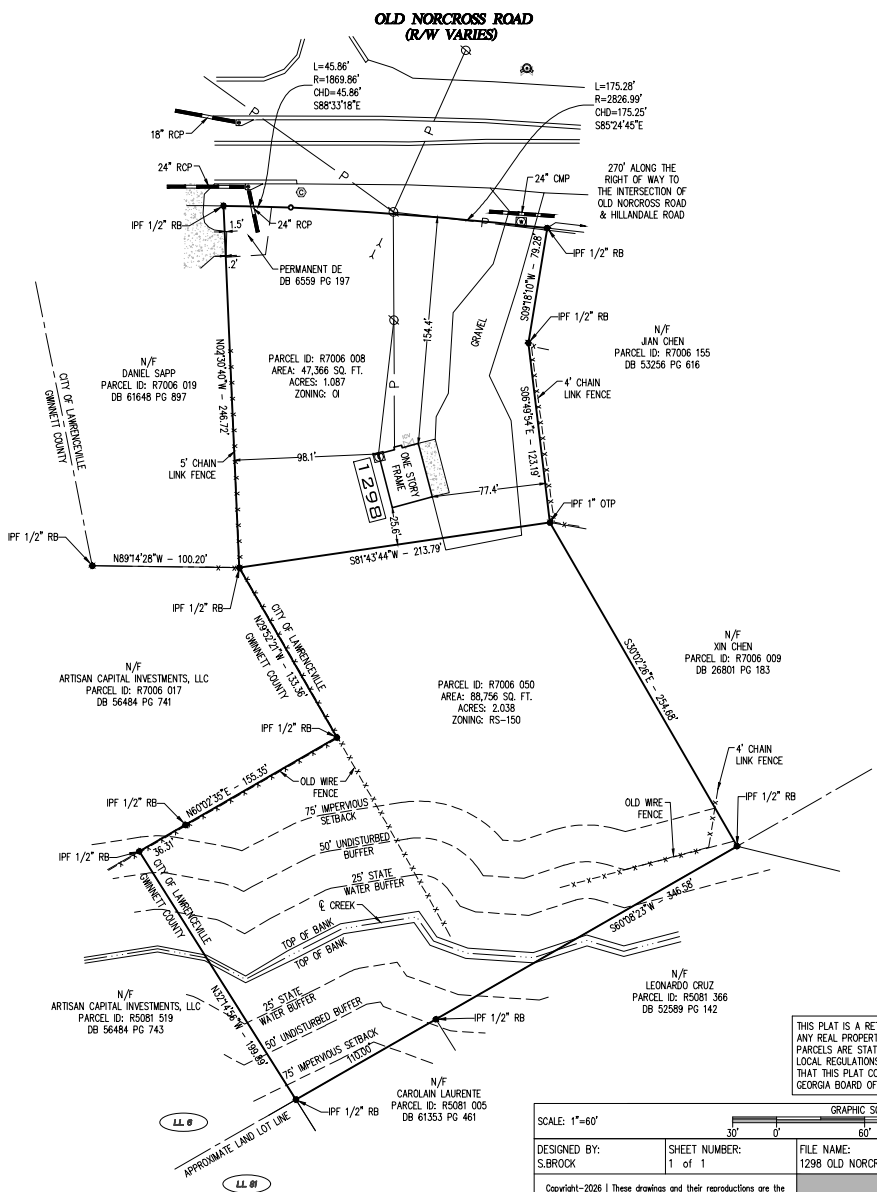 OLD NORCROSS ROAD
(R/W VARIES)
L=45.86'
R=1869.86'
CHD=45.86'
S88°33'18"E
L=175.28'
R=2826.99'
CHD=175.25'
S85°24'45"E
P
P
18" RCP
24" RCP
P
C
24" CMP
270' ALONG THE
RIGHT OF WAY TO
THE INTERSECTION OF
OLD NORCROSS ROAD
& HILLANDALE ROAD
IPF 1/2" RB
24" RCP
1.5'
P
IPF 1/2" RB
.2'
PERMANENT DE
DB 6559 PG 197
S09°18'10"W - 79.28'
IPF 1/2" RB
154.4'
GRAVEL
N/F
JIAN CHEN
PARCEL ID: R7006 155
DB 53256 PG 616
N/F
DANIEL SAPP
PARCEL ID: R7006 019
DB 61648 PG 897
N02°30'40"W - 246.72'
PARCEL ID: R7006 008
AREA: 47,366 SQ. FT.
ACRES: 1.087
ZONING: OI
P
4' CHAIN
LINK FENCE
S06°49'54"E - 123.19'
CITY OF LAWRENCEVILLE
GWINNETT COUNTY
5' CHAIN
LINK FENCE
98.1'
ONE STORY
FRAME
1298
77.4'
25.6'
IPF 1" OTP
IPF 1/2" RB
N89°14'28"W - 100.20'
S81°43'44"W - 213.79'
IPF 1/2" RB
CITY OF LAWRENCEVILLE
GWINNETT COUNTY
N29°52'21"W - 133.36'
S30°02'26"E - 254.68'
N/F
XIN CHEN
PARCEL ID: R7006 009
DB 26801 PG 183
N/F
ARTISAN CAPITAL INVESTMENTS, LLC
PARCEL ID: R7006 017
DB 56484 PG 741
PARCEL ID: R7006 050
AREA: 88,756 SQ. FT.
ACRES: 2.038
ZONING: RS-150
IPF 1/2" RB
4' CHAIN
LINK FENCE
N60°02'35"E - 155.35'
OLD WIRE
FENCE
IPF 1/2" RB
IPF 1/2" RB
OLD WIRE
FENCE
75' IMPERVIOUS
SETBACK
36.31'
IPF 1/2" RB
50' UNDISTURBED
BUFFER
CITY OF LAWRENCEVILLE
GWINNETT COUNTY
25' STATE
WATER BUFFER
℄ CREEK
S60°08'23"W - 346.58'
TOP OF BANK
TOP OF BANK
N/F
LEONARDO CRUZ
PARCEL ID: R5081 366
DB 52589 PG 142
N/F
ARTISAN CAPITAL INVESTMENTS, LLC
PARCEL ID: R5081 519
DB 56484 PG 743
N32°14'56"W - 199.89'
25' STATE
WATER BUFFER
IPF 1/2" RB
50' UNDISTURBED BUFFER
75' IMPERVIOUS SETBACK
110.00'
N/F
CAROLAIN LAURENTE
PARCEL ID: R5081 005
DB 61353 PG 461
IPF 1/2" RB
LL 6
APPROXIMATE LAND LOT LINE
LL 81
THIS PLAT IS A RET
ANY REAL PROPERT
PARCELS ARE STAT
LOCAL REGULATIONS
THAT THIS PLAT CO
GEORGIA BOARD OF
SCALE: 1"=60'
GRAPHIC SC
30' 0' 60'
DESIGNED BY:
S.BROCK
SHEET NUMBER:
1 of 1
FILE NAME:
1298 OLD NORCR
Copyright-2026 | These drawings and their reproductions are the